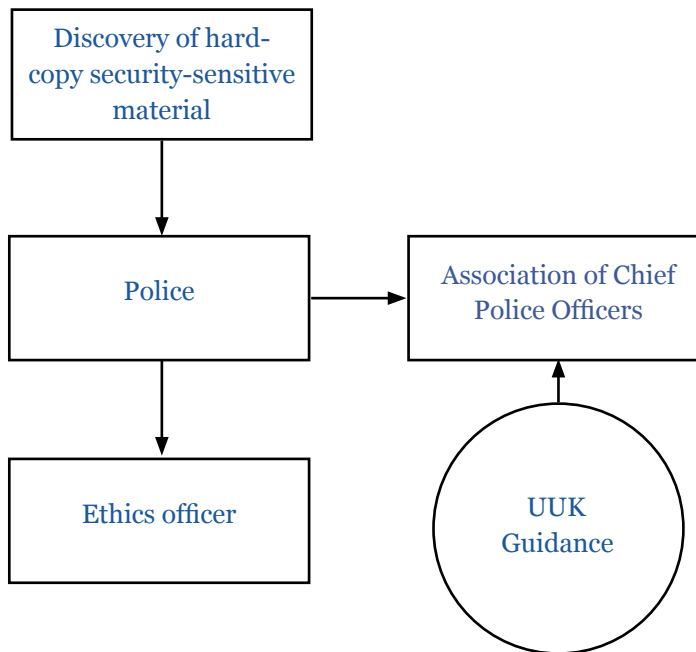 Discovery of hard-
copy security-sensitive
material
Police
Association of Chief
Police Officers
Ethics officer
UUK
Guidance